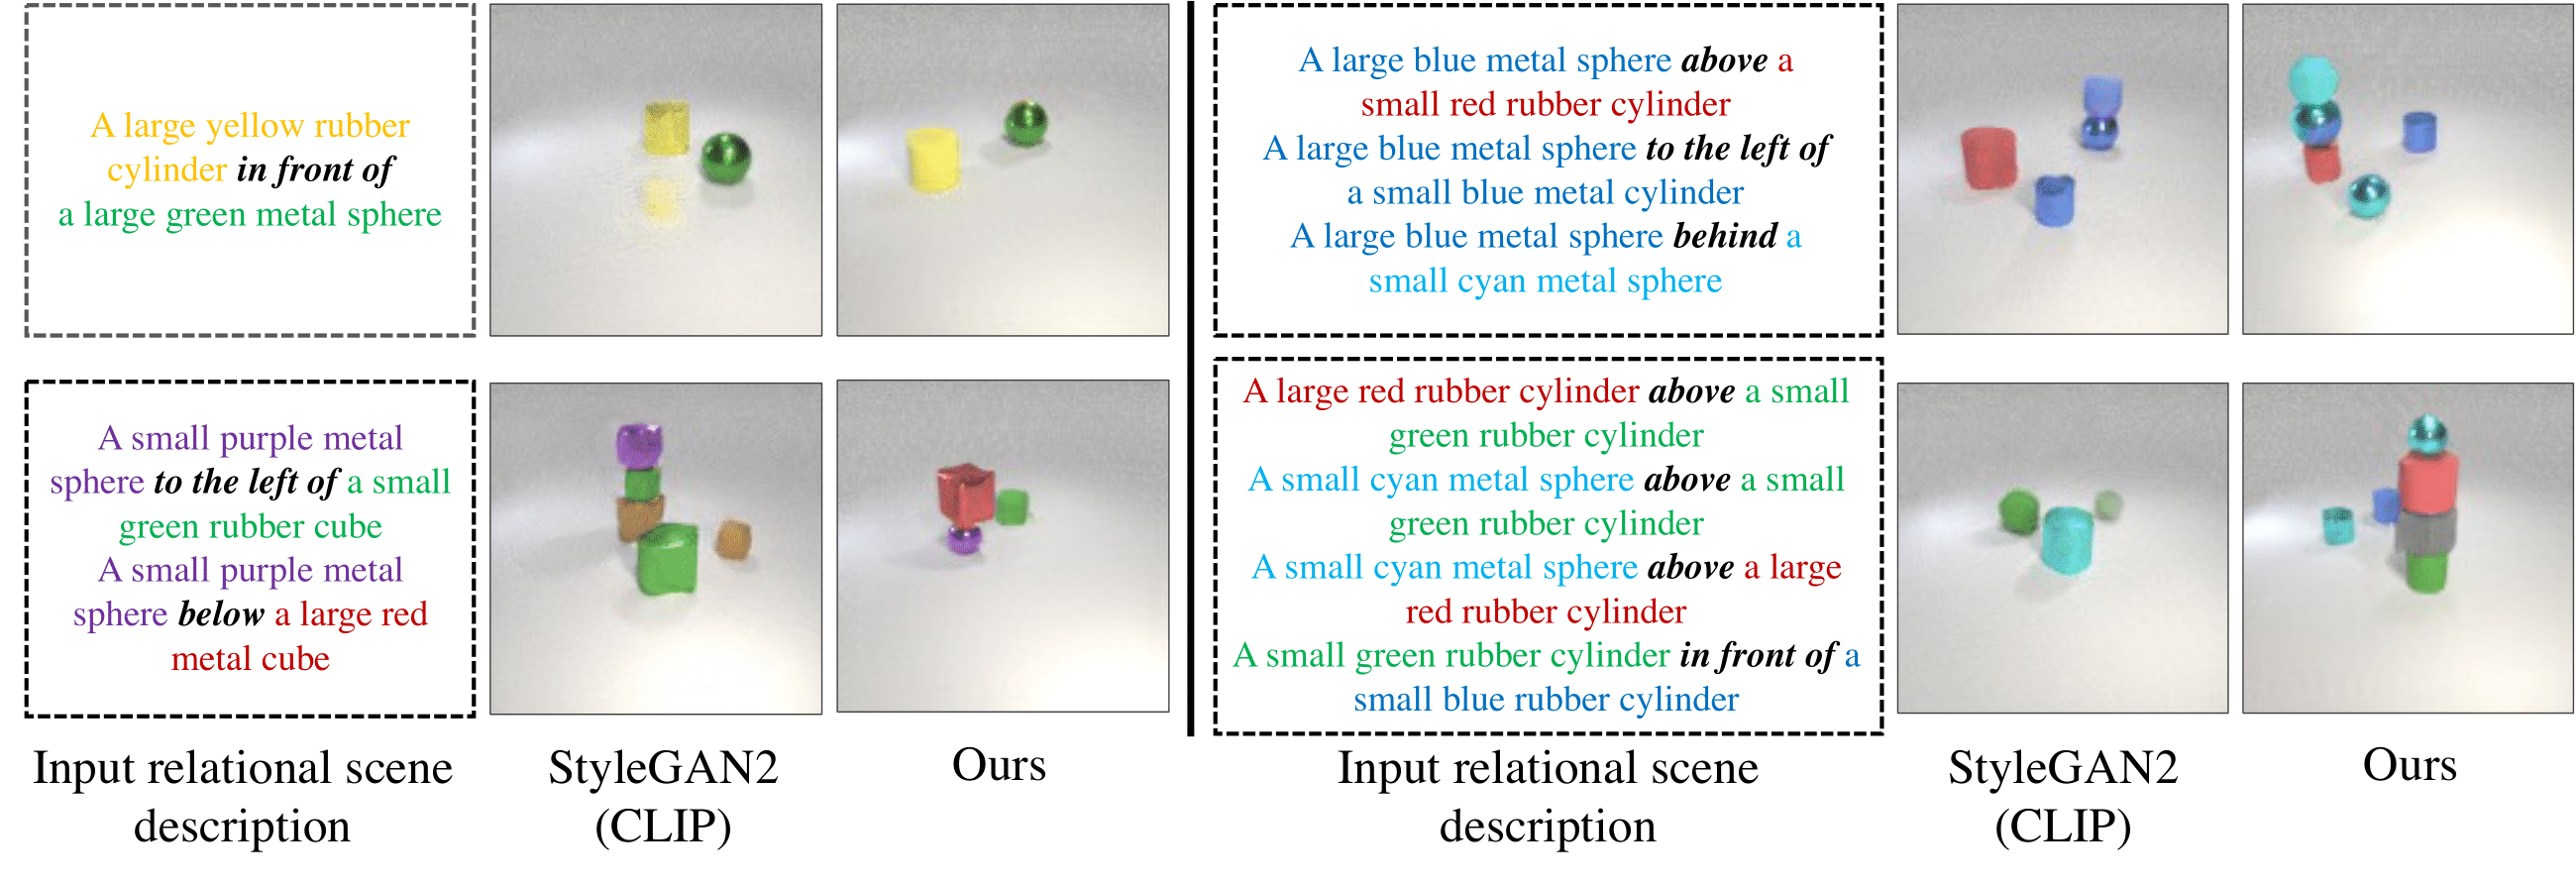 A large yellow rubber
cylinder in front of
a large green metal sphere
A small purple metal
sphere to the left of a small
green rubber cube
A small purple metal
sphere below a large red
metal cube
Input relational scene
description
StyleGAN2
(CLIP)
Ours
A large blue metal sphere above a
small red rubber cylinder
A large blue metal sphere to the left of
a small blue metal cylinder
A large blue metal sphere behind a
small cyan metal sphere
A large red rubber cylinder above a small
green rubber cylinder
A small cyan metal sphere above a small
green rubber cylinder
A small cyan metal sphere above a large
red rubber cylinder
A small green rubber cylinder in front of a
small blue rubber cylinder
Input relational scene
description
StyleGAN2
(CLIP)
Ours